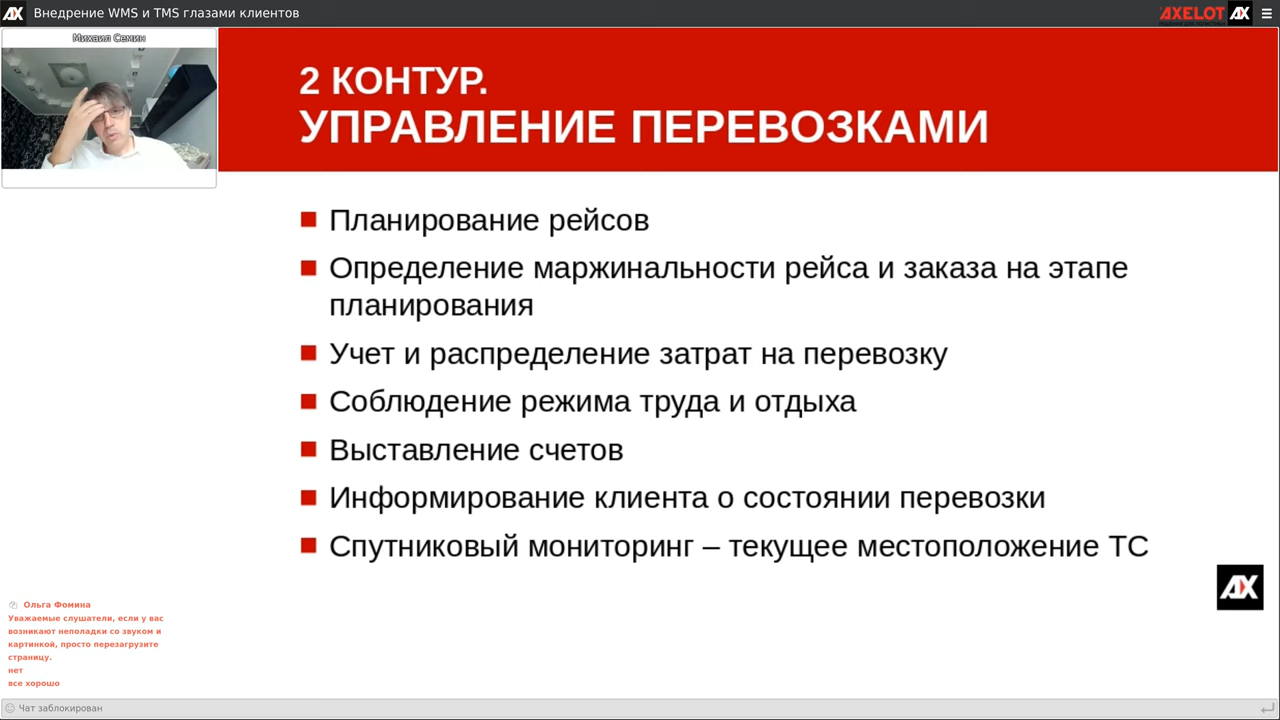 Внедрение WMS и TMS глазами клиентов
AXELOT
Михаил Семин
2 КОНТУР.
УПРАВЛЕНИЕ ПЕРЕВОЗКАМИ
Планирование рейсов
Определение маржинальности рейса и заказа на этапе
планирования
Учет и распределение затрат на перевозку
Соблюдение режима труда и отдыха
Выставление счетов
Информирование клиента о состоянии перевозки
Спутниковый мониторинг – текущее местоположение ТС
Ольга Фомина
Уважаемые слушатели, если у вас
возникают неполадки со звуком и
картинкой, просто перезагрузите
страницу.
нет
все хорошо
Чат заблокирован